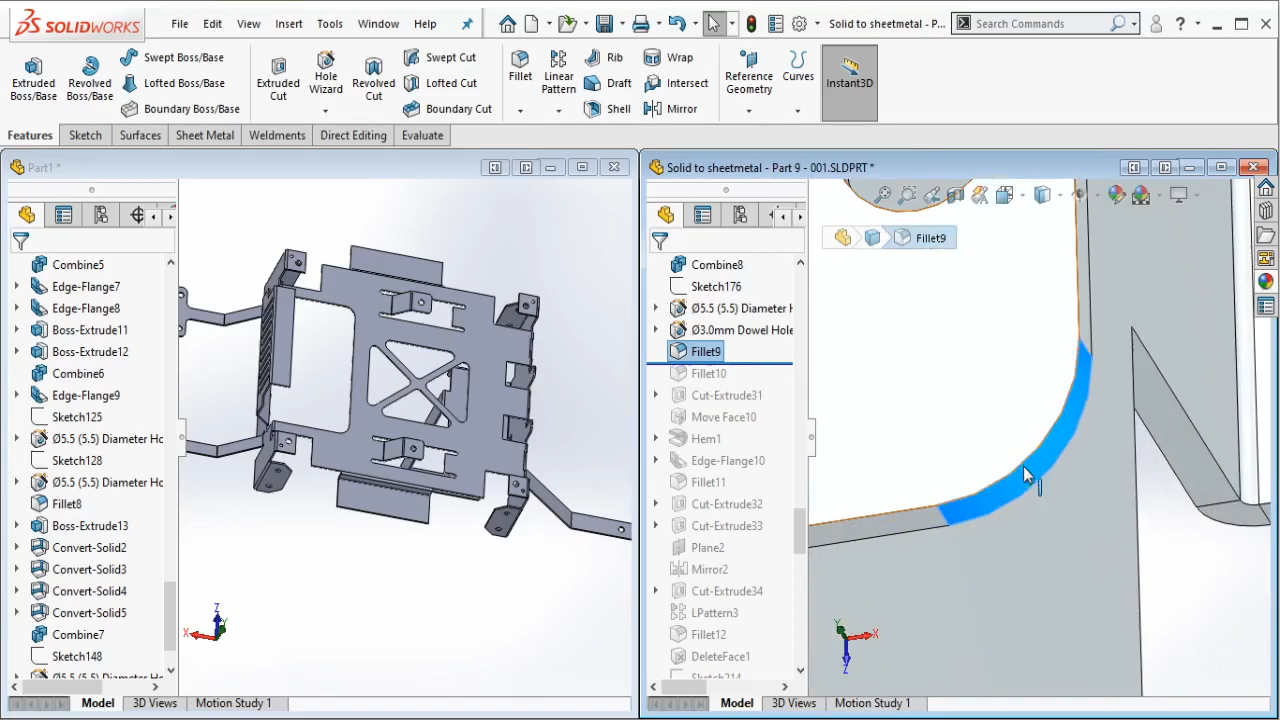 SOLIDWORKS
File Edit View Insert Tools Window Help
Solid to sheetmetal - P...
Search Commands
Extruded Boss/Base
Revolved Boss/Base
Swept Boss/Base
Lofted Boss/Base
Boundary Boss/Base
Extruded Cut
Hole Wizard
Revolved Cut
Swept Cut
Lofted Cut
Boundary Cut
Fillet
Linear Pattern
Rib
Draft
Shell
Wrap
Intersect
Mirror
Reference Geometry
Curves
Instant3D
Features Sketch Surfaces Sheet Metal Weldments Direct Editing Evaluate
Part1 *
Combine5
Edge-Flange7
Edge-Flange8
Boss-Extrude11
Boss-Extrude12
Combine6
Edge-Flange9
Sketch125
Ø5.5 (5.5) Diameter Ho
Sketch128
Ø5.5 (5.5) Diameter Ho
Fillet8
Boss-Extrude13
Convert-Solid2
Convert-Solid3
Convert-Solid4
Convert-Solid5
Combine7
Sketch148
Ø5.5 (5.5) Diameter Ho
Z
X
Y
Model 3D Views Motion Study 1
Solid to sheetmetal - Part 9 - 001.SLDPRT *
Fillet9
Combine8
Sketch176
Ø5.5 (5.5) Diameter H
Ø3.0mm Dowel Hole
Fillet9
Fillet10
Cut-Extrude31
Move Face10
Hem1
Edge-Flange10
Fillet11
Cut-Extrude32
Cut-Extrude33
Plane2
Mirror2
Cut-Extrude34
LPattern3
Fillet12
DeleteFace1
Sketch214
Y
X
Z
Model 3D Views Motion Study 1